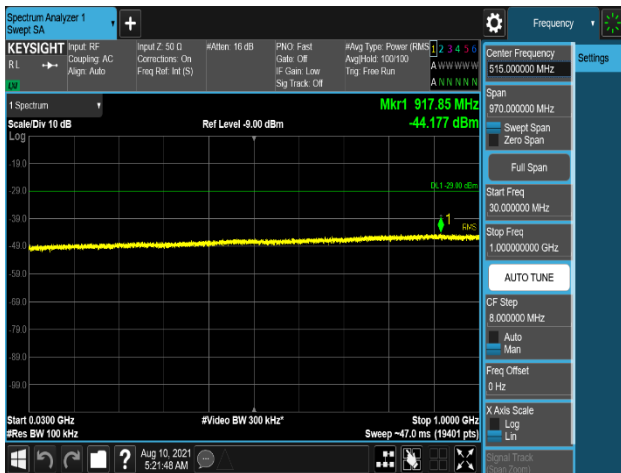 Spectrum Analyzer 1
Swept SA
Frequency
KEYSIGHT
Input: RF
Coupling: AC
Align: Auto
Input Z: 50 Ω
Corrections: On
Freq Ref: Int (S)
#Atten: 16 dB
PNO: Fast
Gate: Off
IF Gain: Low
Sig Track: Off
#Avg Type: Power (RMS
Avg|Hold: 100/100
Trig: Free Run
1 2 3 4 5 6
A W W W W W
A N N N N N
R L
1 Spectrum
Scale/Div 10 dB
Log
Ref Level -9.00 dBm
Mkr1 917.85 MHz
-44.177 dBm
-19.0
-29.0
DL1 -29.00 dBm
-39.0
1
RMS
-49.0
-59.0
-69.0
-79.0
-89.0
-99.0
Start 0.0300 GHz
#Res BW 100 kHz
#Video BW 300 kHz*
Stop 1.0000 GHz
Sweep ~47.0 ms (19401 pts)
Aug 10, 2021
5:21:48 AM
Center Frequency
515.000000 MHz
Settings
Span
970.000000 MHz
Swept Span
Zero Span
Full Span
Start Freq
30.000000 MHz
Stop Freq
1.000000000 GHz
AUTO TUNE
CF Step
8.000000 MHz
Auto
Man
Freq Offset
0 Hz
X Axis Scale
Log
Lin
Signal Track
(Span Zoom)